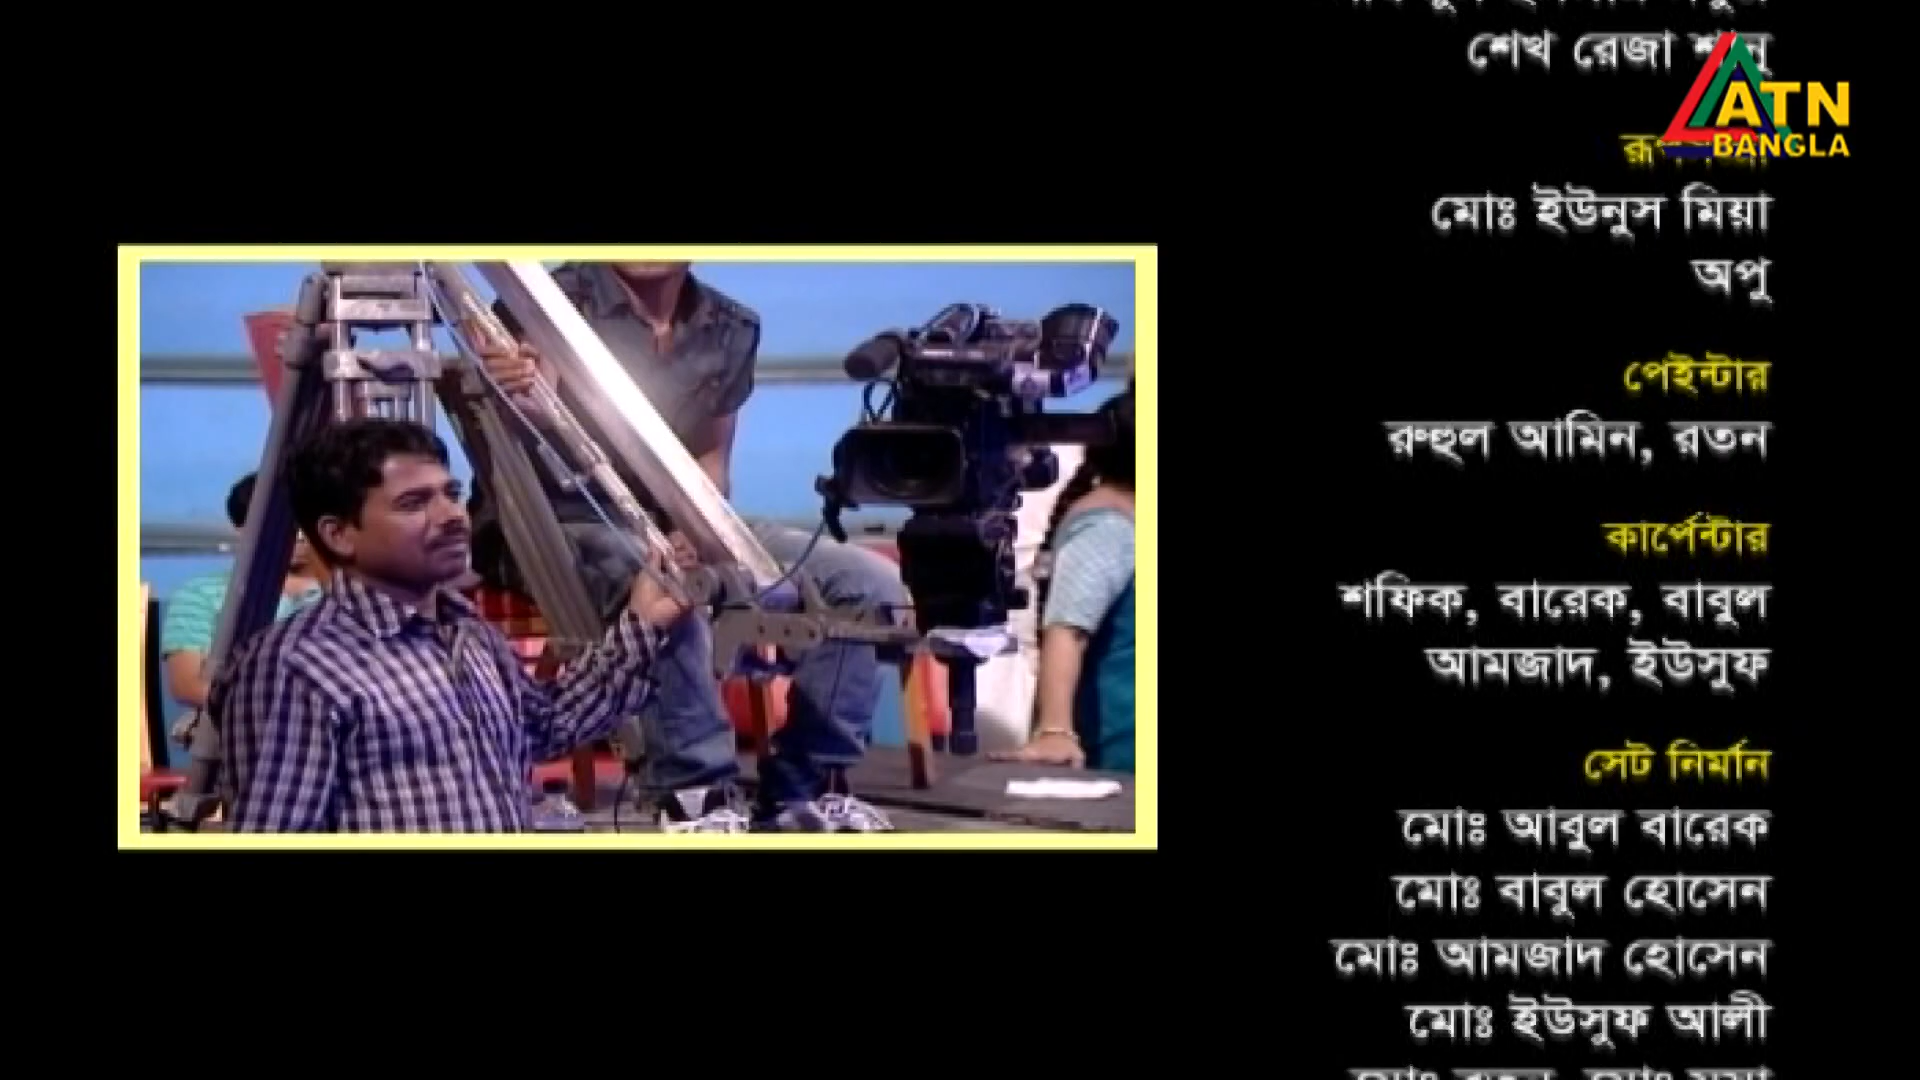 শেখ রেজা শানু
ATN
BANGLA
মোঃ ইউনুস মিয়া
অপু
পেইন্টার
রুহুল আমিন, রতন
কার্পেন্টার
শফিক, বারেক, বাবুল
আমজাদ, ইউসুফ
সেট নির্মান
মোঃ আবুল বারেক
মোঃ বাবুল হোসেন
মোঃ আমজাদ হোসেন
মোঃ ইউসুফ আলী